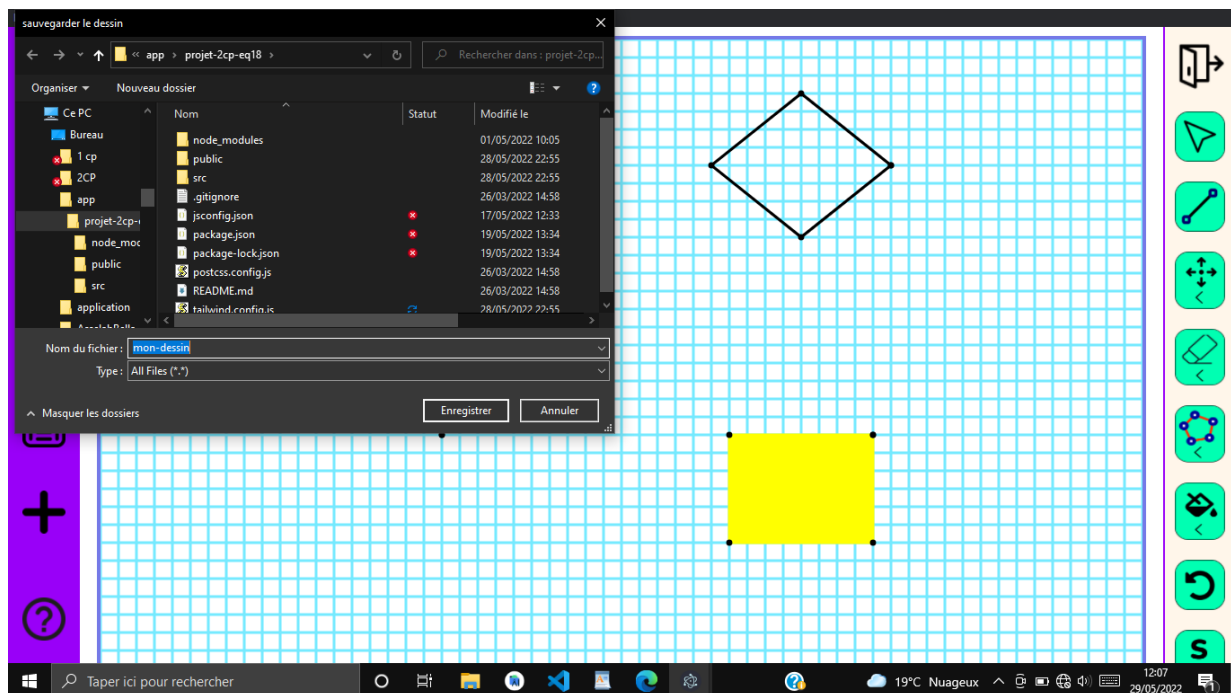 sauvegarder le dessin
« app › projet-2cp-eq18 ›
Rechercher dans : projet-2cp...
Organiser
Nouveau dossier
Ce PC
Bureau
1 cp
2CP
app
projet-2cp-
node_moc
public
src
application
Nom Statut Modifié le
node_modules 01/05/2022 10:05
public 28/05/2022 22:55
src 28/05/2022 22:55
.gitignore 26/03/2022 14:58
jsconfig.json 17/05/2022 12:33
package.json 19/05/2022 13:34
package-lock.json 19/05/2022 13:34
postcss.config.js 26/03/2022 14:58
README.md 26/03/2022 14:58
tailwind.config.js 28/05/2022 22:55
Nom du fichier : mon-dessin
Type : All Files (*.*)
Masquer les dossiers
Enregistrer
Annuler
S
Taper ici pour rechercher
19°C Nuageux
12:07
29/05/2022